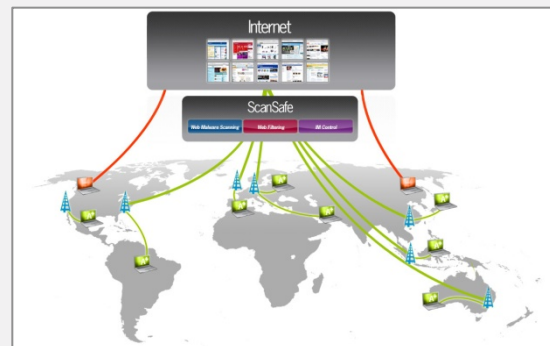 Internet
ScanSafe
Web Malware Scanning
Web Filtering
IM Control